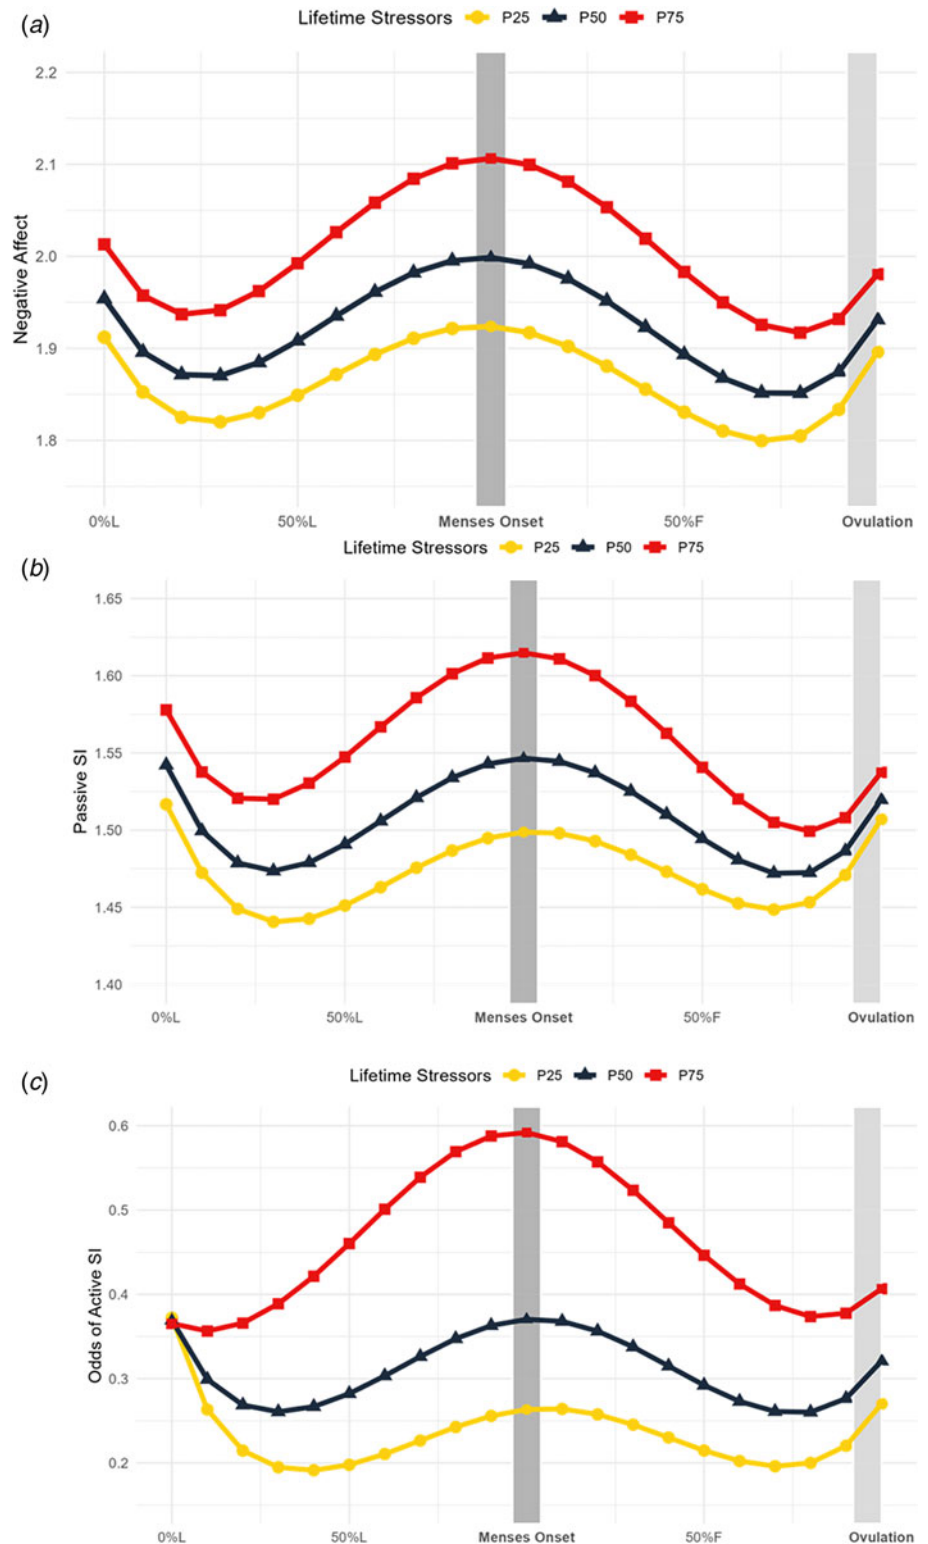 (a)
Lifetime Stressors P25 P50 P75
2.2
2.1
2.0
1.9
1.8
Negative Affect
0%L 50%L Menses Onset 50%F Ovulation
(b)
Lifetime Stressors P25 P50 P75
1.65
1.60
1.55
1.50
1.45
1.40
Passive SI
0%L 50%L Menses Onset 50%F Ovulation
(c)
Lifetime Stressors P25 P50 P75
0.6
0.5
0.4
0.3
0.2
Odds of Active SI
0%L 50%L Menses Onset 50%F Ovulation